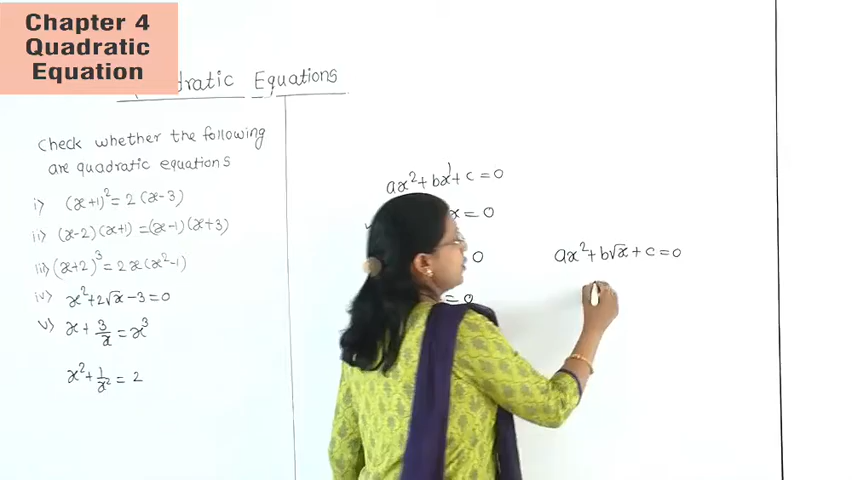 Chapter 4
Quadratic
Equation
Equations
Check whether the following
are quadratic equations
i) (x+1)² = 2(x-3)
ii) (x-2)(x+1) = (x-1)(x+3)
iii) (x+2)³ = 2x(x²-1)
iv) x²+2√x-3=0
v) x + 3/x = x³
x² + 1/x² = 2
ax² + bx¹ + c = 0
x = 0
0
= 0
ax² + b√x + c = 0